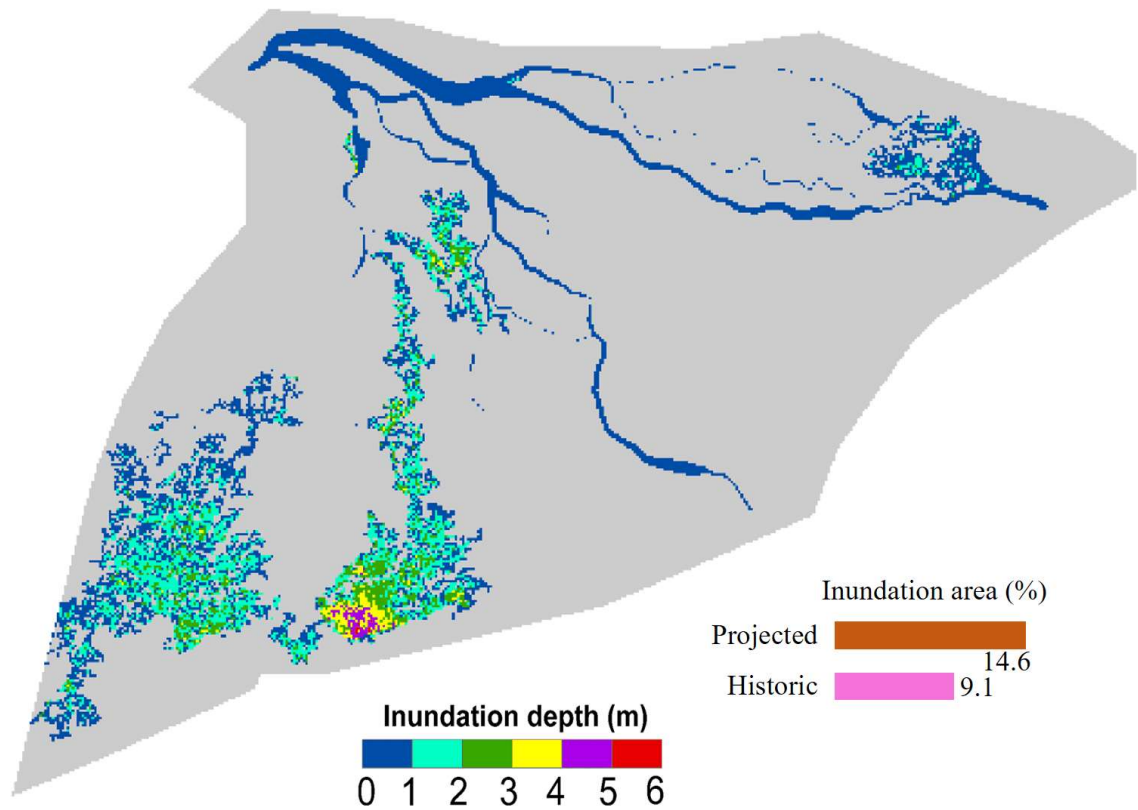 Inundation area (%)
Projected
14.6
Historic 9.1
Inundation depth (m)
0 1 2 3 4 5 6